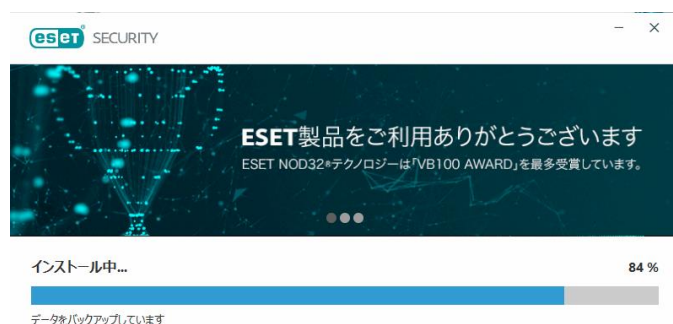 eset SECURITY
ESET製品をご利用ありがとうございます
ESET NOD32®テクノロジーは「VB100 AWARD」を最多受賞しています。
インストール中... 84 %
データをバックアップしています